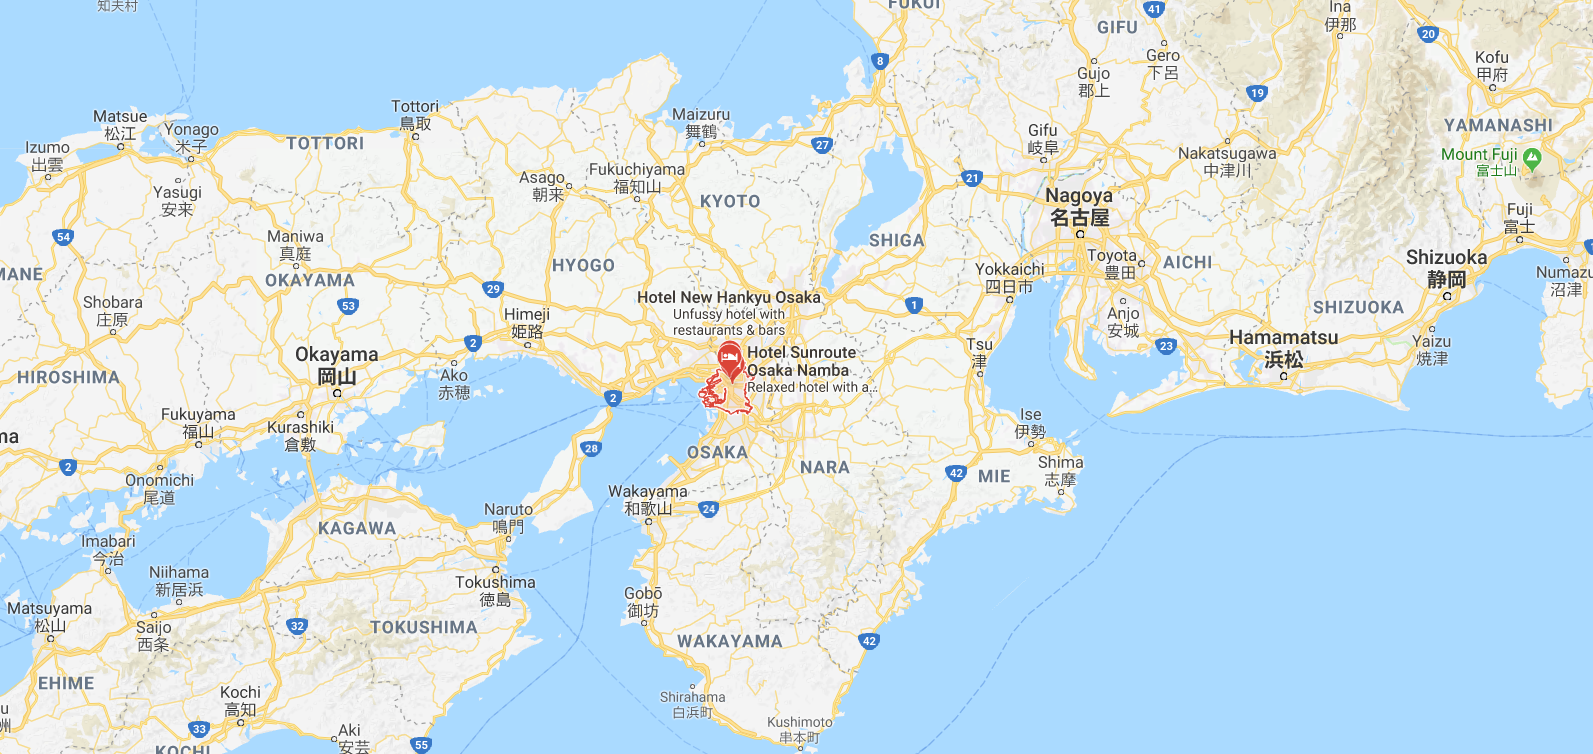 知夫村
FUKUI
41
Ina
伊那
20
GIFU
8
Gero
下呂
Kofu
甲府
Gujo
郡上
19
Tottori
鳥取
Matsue
松江
Yonago
米子
Maizuru
舞鶴
TOTTORI
27
Gifu
岐阜
YAMANASHI
Izumo
出雲
Nakatsugawa
中津川
Mount Fuji
富士山
Fukuchiyama
福知山
Asago
朝来
21
Yasugi
安来
KYOTO
Nagoya
名古屋
Fuji
富士
54
Maniwa
真庭
SHIGA
HYOGO
Toyota
豊田
AICHI
Shizuoka
静岡
Yokkaichi
四日市
Numazu
沼津
MANE
OKAYAMA
29
53
Hotel New Hankyu Osaka
Unfussy hotel with
restaurants & bars
1
SHIZUOKA
Shobara
庄原
Himeji
姫路
Anjo
安城
2
Okayama
岡山
Hotel Sunroute
Osaka Namba
Relaxed hotel with a...
Tsu
津
23
Hamamatsu
浜松
Yaizu
焼津
HIROSHIMA
Ako
赤穂
2
Fukuyama
福山
Kurashiki
倉敷
Ise
伊勢
28
OSAKA
NARA
2
Onomichi
尾道
42
MIE
Shima
志摩
Wakayama
和歌山
24
Naruto
鳴門
KAGAWA
Imabari
今治
Niihama
新居浜
Tokushima
徳島
Gobō
御坊
Matsuyama
松山
Saijo
西条
32
TOKUSHIMA
WAKAYAMA
42
EHIME
Kochi
高知
Shirahama
白浜町
33
Aki
安芸
55
Kushimoto
串本町
KOCHI